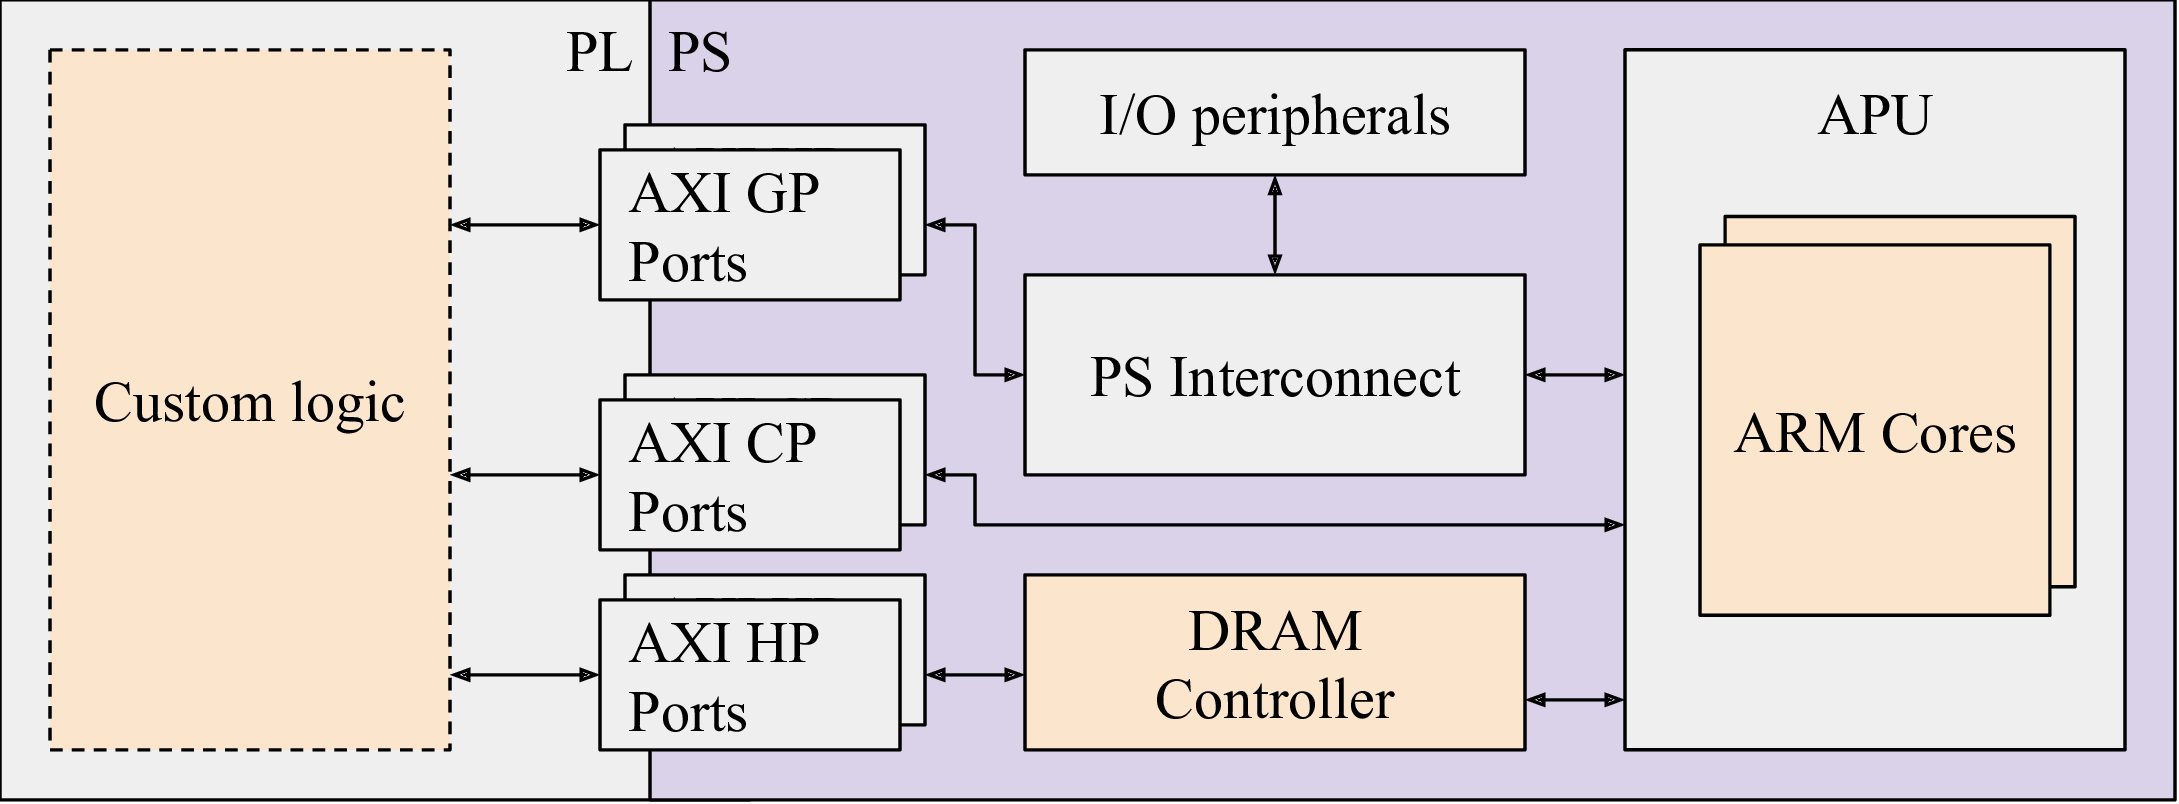 PL
PS
Custom logic
AXI GP
Ports
AXI CP
Ports
AXI HP
Ports
I/O peripherals
PS Interconnect
DRAM
Controller
APU
ARM Cores